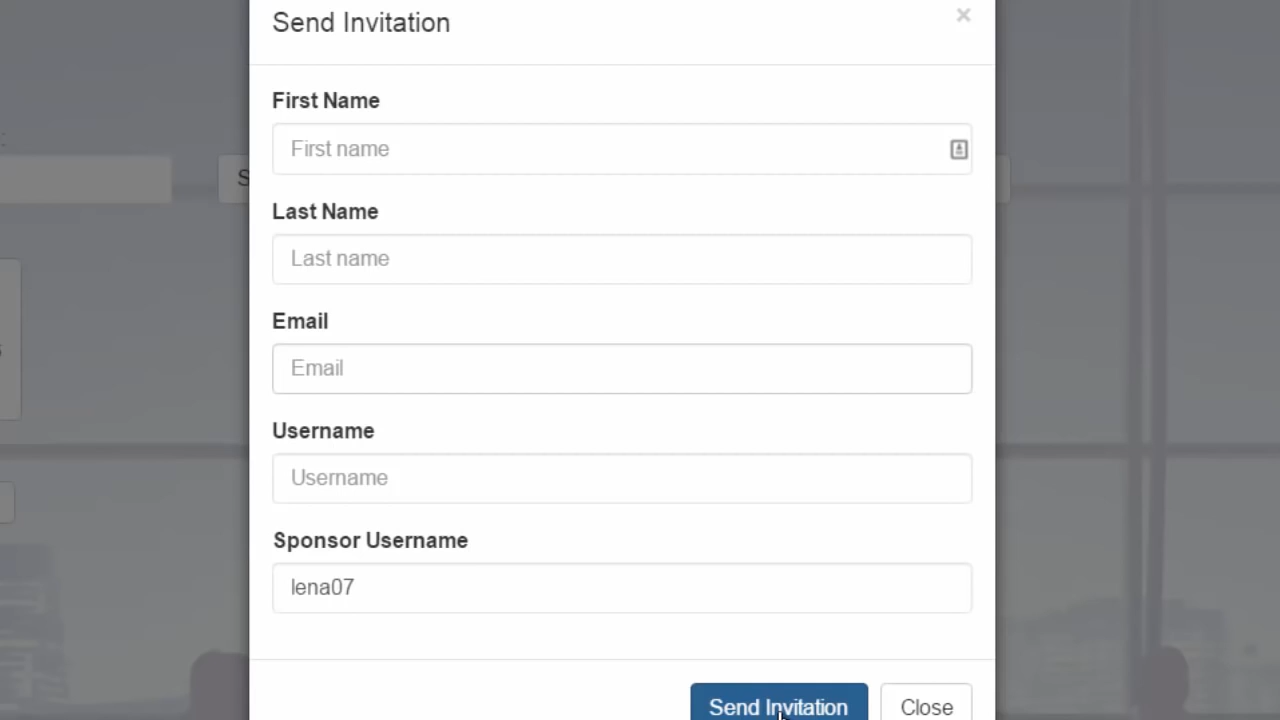 Send Invitation
×
First Name
First name
Last Name
Last name
Email
Email
Username
Username
Sponsor Username
lena07
Send Invitation
Close